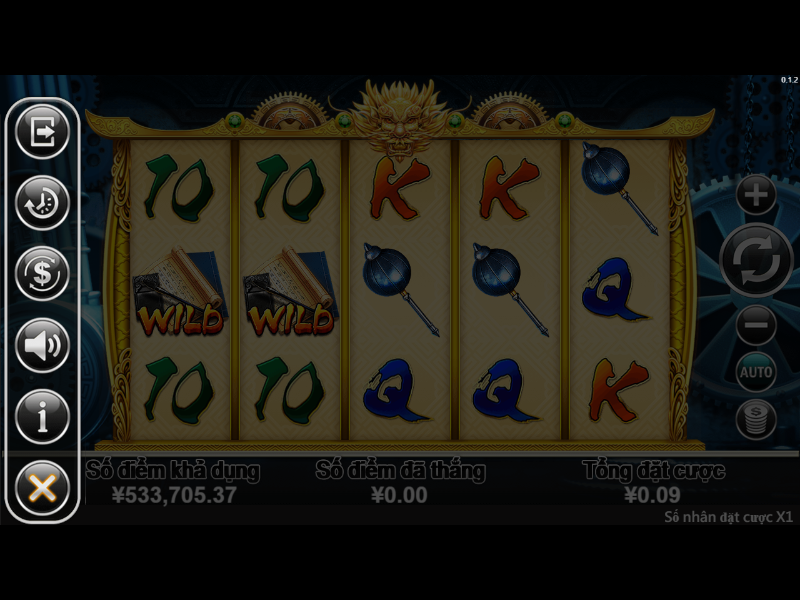 0.1.2
10 10 K K
WILD WILD Q
10 10 Q Q K
AUTO
Số điểm khả dụng Số điểm đã thắng Tổng đặt cược
¥533,705.37 ¥0.00 ¥0.09
Số nhân đặt cược X1